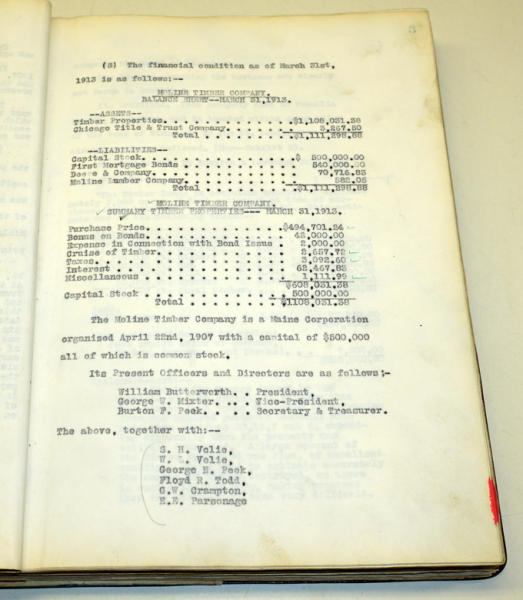 (3) The financial condition as of March 31st.
1913 is as follows:--
MOLINE TIMBER COMPANY.
BALANCE SHEET--MARCH 31,1913.
--ASSETS--
Timber Properties. . . . . . . . . . . . . .$1,108,031.38
Chicago Title & Trust Company. . . . . . . 3,267.50
Total . . . . . . . . .$1,111,298.88
--LIABILITIES--
Capital Stock. . . . . . . . . . . . . . $ 500,000.00
First Mortgage Bonds . . . . . . . . . . . 540,000.00
Deere & Company. . . . . . . . . . . . . . 70,716.83
Moline Lumber Company. . . . . . . . . . . 582.05
Total . . . . . . . . .$1,111,298.88
MOLINE TIMBER COMPANY.
SUMMARY TIMBER PROPERTIES--- MARCH 31,1913.
Purchase Price. . . . . . . . . . . . . .$494,701.24
Bonus on Bonds. . . . . . . . . . . . . . 42,000.00
Expense in Connection with Bond Issue . 2,000.00
Cruise of Timber. . . . . . . . . . . . . 2,657.72
Taxes. . . . . . . . . . . . . . . . . . 3,092.60
Interest . . . . . . . . . . . . . . . . 62,467.83
Miscellaneous . . . . . . . . . . . . . . 1,111.99
$608,031.38
Capital Stock . . . . . . . . . . . . . . 500,000.00
Total . . . . . . . . . $1108,031.38
The Moline Timber Company is a Maine Corporation
organised April 22nd, 1907 with a capital of $500,000
all of which is common stock.
Its Present Officers and Directors are as follows;-
William Butterworth. . President,
George W. Mixter. . . . Vice-President,
Burton F. Peek. . . . . Secretary & Treasurer.
The above, together with:--
S. H. Velie,
W. L. Velie,
George N. Peek,
Floyd R. Todd,
G.W. Crampton,
E.E. Parsonage